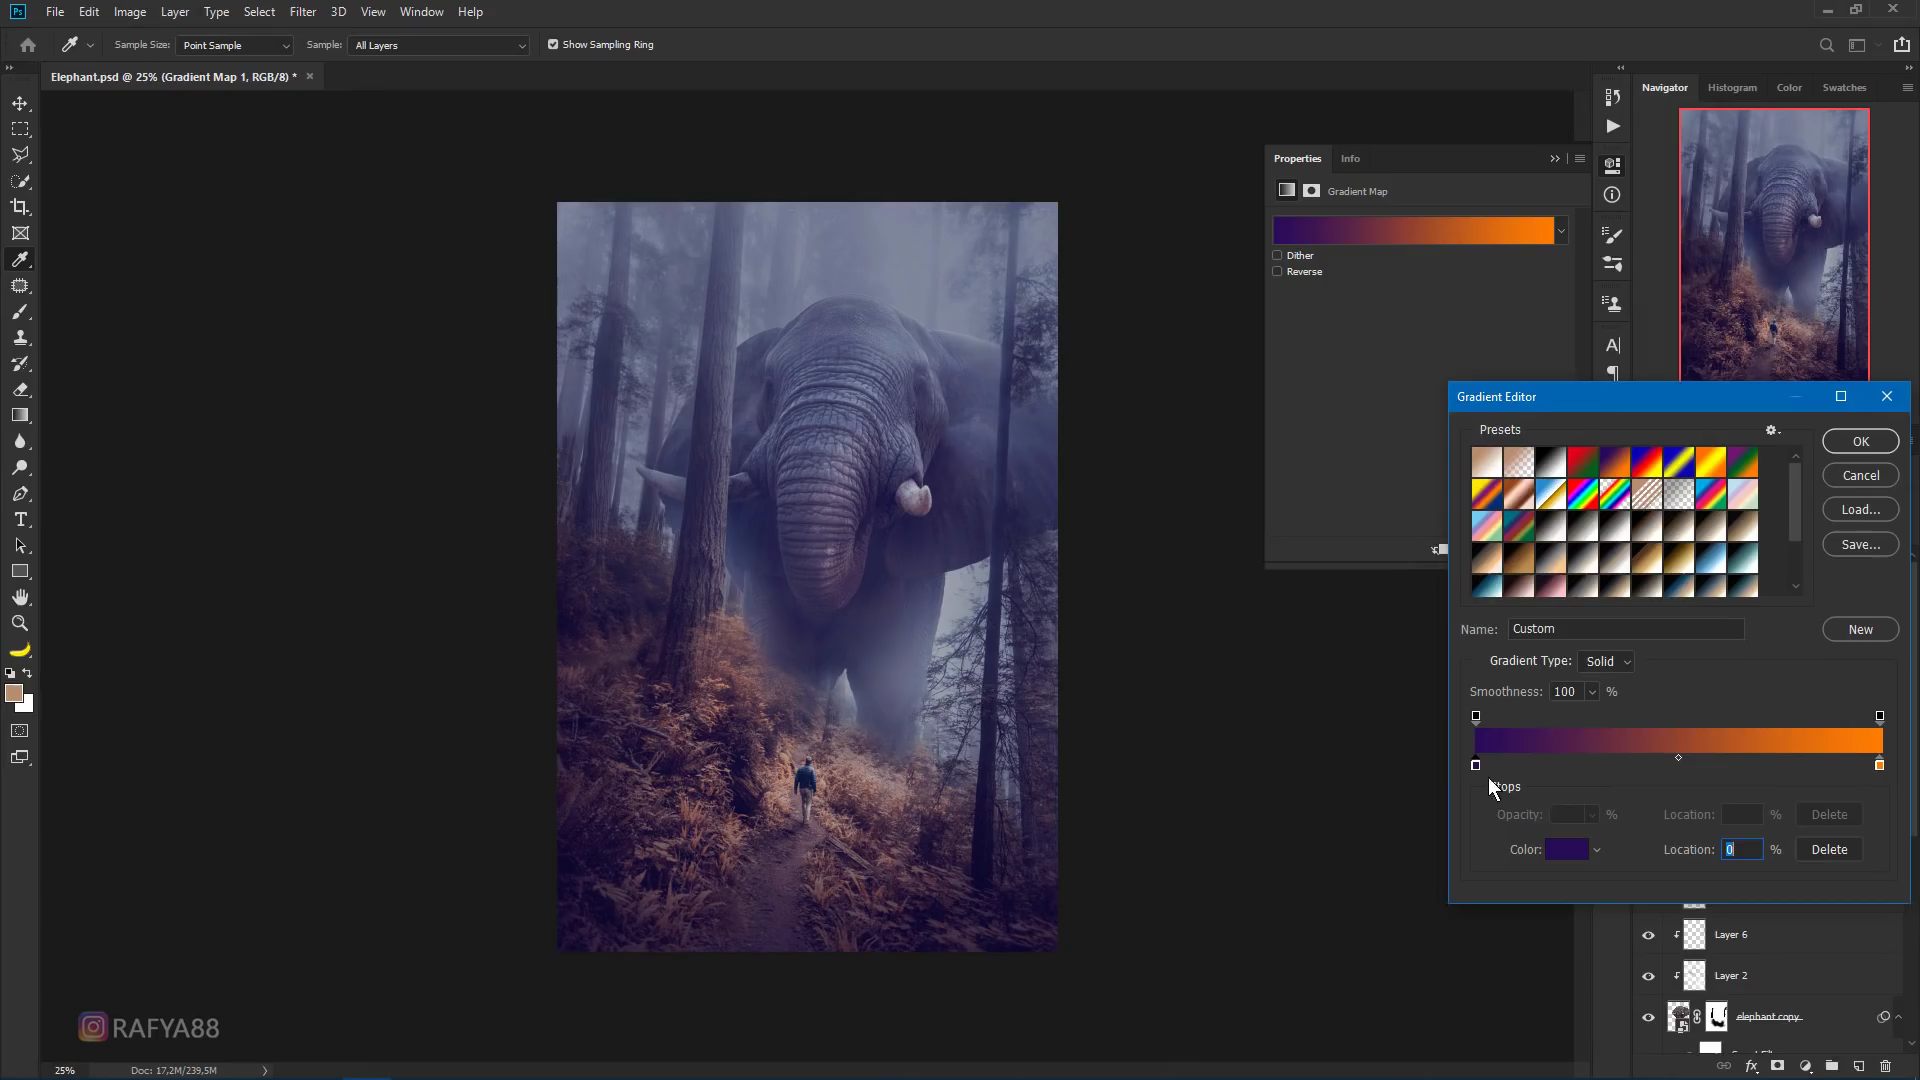 Ps File Edit Image Layer Type Select Filter 3D View Window Help
Sample Size: Point Sample Sample: All Layers Show Sampling Ring
Elephant.psd @ 25% (Gradient Map 1, RGB/8) *
Navigator Histogram Color Swatches
Properties Info
Gradient Map
Dither
Reverse
Gradient Editor
Presets
OK
Cancel
Load...
Save...
Name: Custom New
Gradient Type: Solid
Smoothness: 100 %
Opacity: % Location: % Delete
Color: Location: 0 % Delete
Layer 6
Layer 2
elephant copy
RAFYA88
25% Doc: 17,2M/239,5M